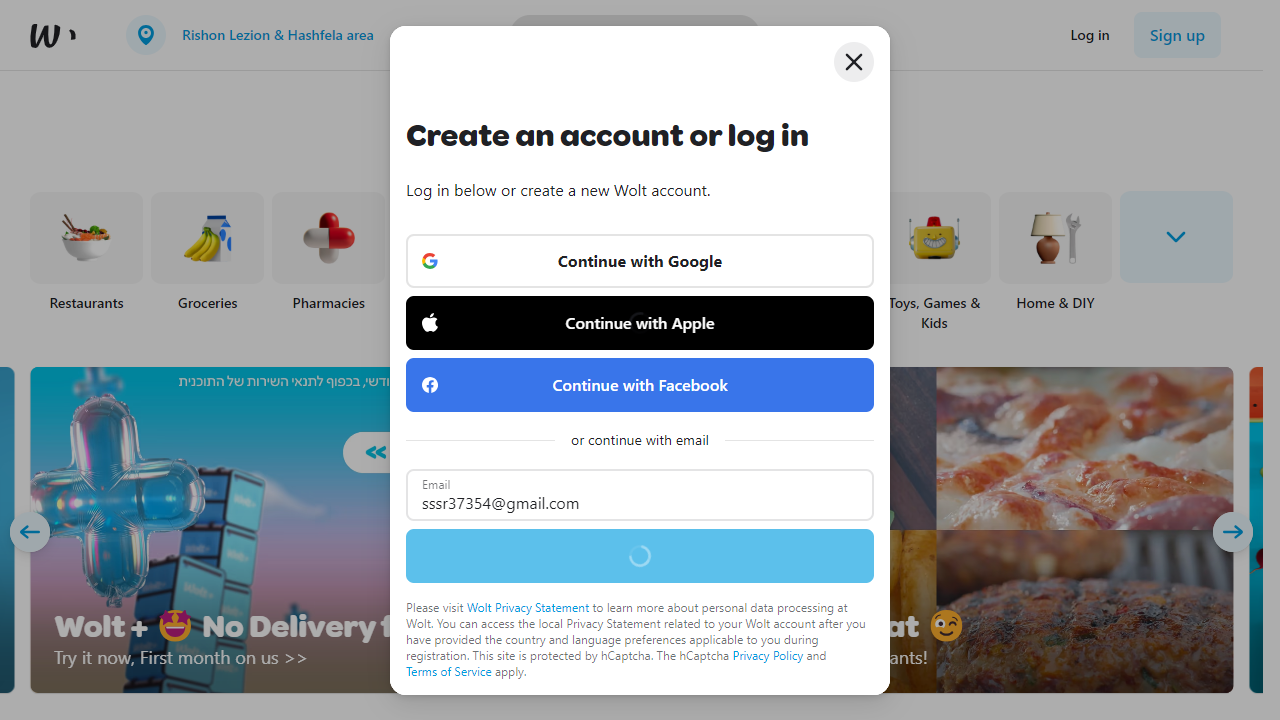 Rishon Lezion & Hashfela area
Log in
Sign up
Create an account or log in
Log in below or create a new Wolt account.
Continue with Google
Continue with Apple
Continue with Facebook
or continue with email
Email
sssr37354@gmail.com
Please visit Wolt Privacy Statement to learn more about personal data processing at
Wolt. You can access the local Privacy Statement related to your Wolt account after you
have provided the country and language preferences applicable to you during
registration. This site is protected by hCaptcha. The hCaptcha Privacy Policy and
Terms of Service apply.
Restaurants
Groceries
Pharmacies
Toys, Games &
Kids
Home & DIY
בכפוף לתנאי השירות של התוכנית
Wolt + 🤩 No Delivery
Try it now, First month on us >>